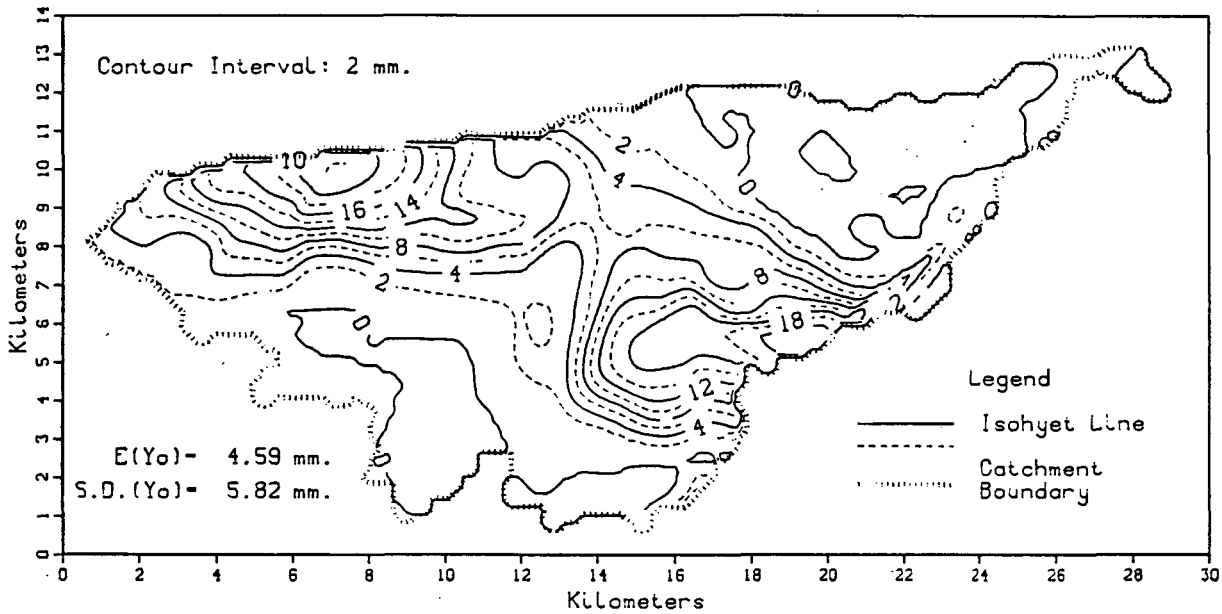 Contour Interval: 2 mm.
0
2
4
0
10
16
14
8
4
2
8
18
2
0
12
4
0
E(Yo)- 4.59 mm.
S.D.(Yo)- 5.82 mm.
Legend
Isohyet Line
Catchment
Boundary
Kilometers
0 1 2 3 4 5 6 7 8 9 10 11 12 13 14
0 2 4 6 8 10 12 14 16 18 20 22 24 26 28 30
Kilometers